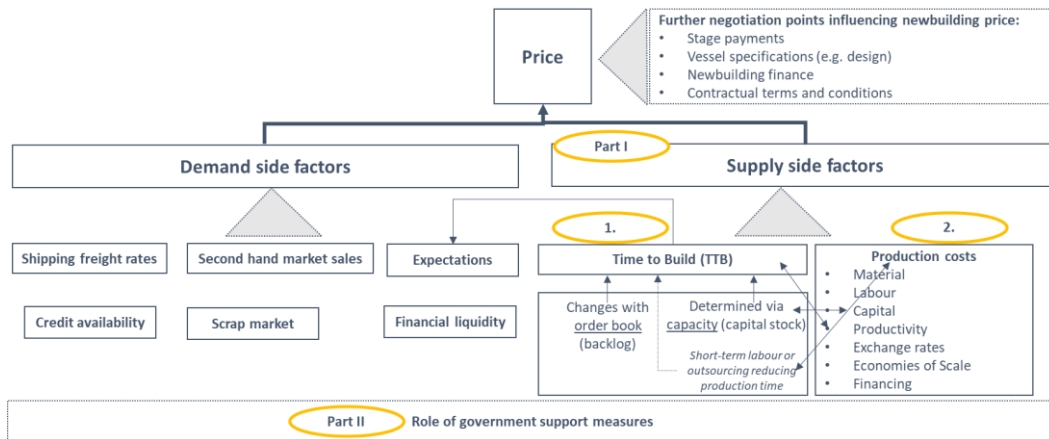 Price
Further negotiation points influencing newbuilding price:
• Stage payments
• Vessel specifications (e.g. design)
• Newbuilding finance
• Contractual terms and conditions
Demand side factors
Part I
Supply side factors
Shipping freight rates
Second hand market sales
Expectations
Credit availability
Scrap market
Financial liquidity
1.
Time to Build (TTB)
Changes with
order book
(backlog)
Determined via
capacity (capital stock)
Short-term labour or
outsourcing reducing
production time
2.
Production costs
• Material
• Labour
• Capital
• Productivity
• Exchange rates
• Economies of Scale
• Financing
Part II
Role of government support measures